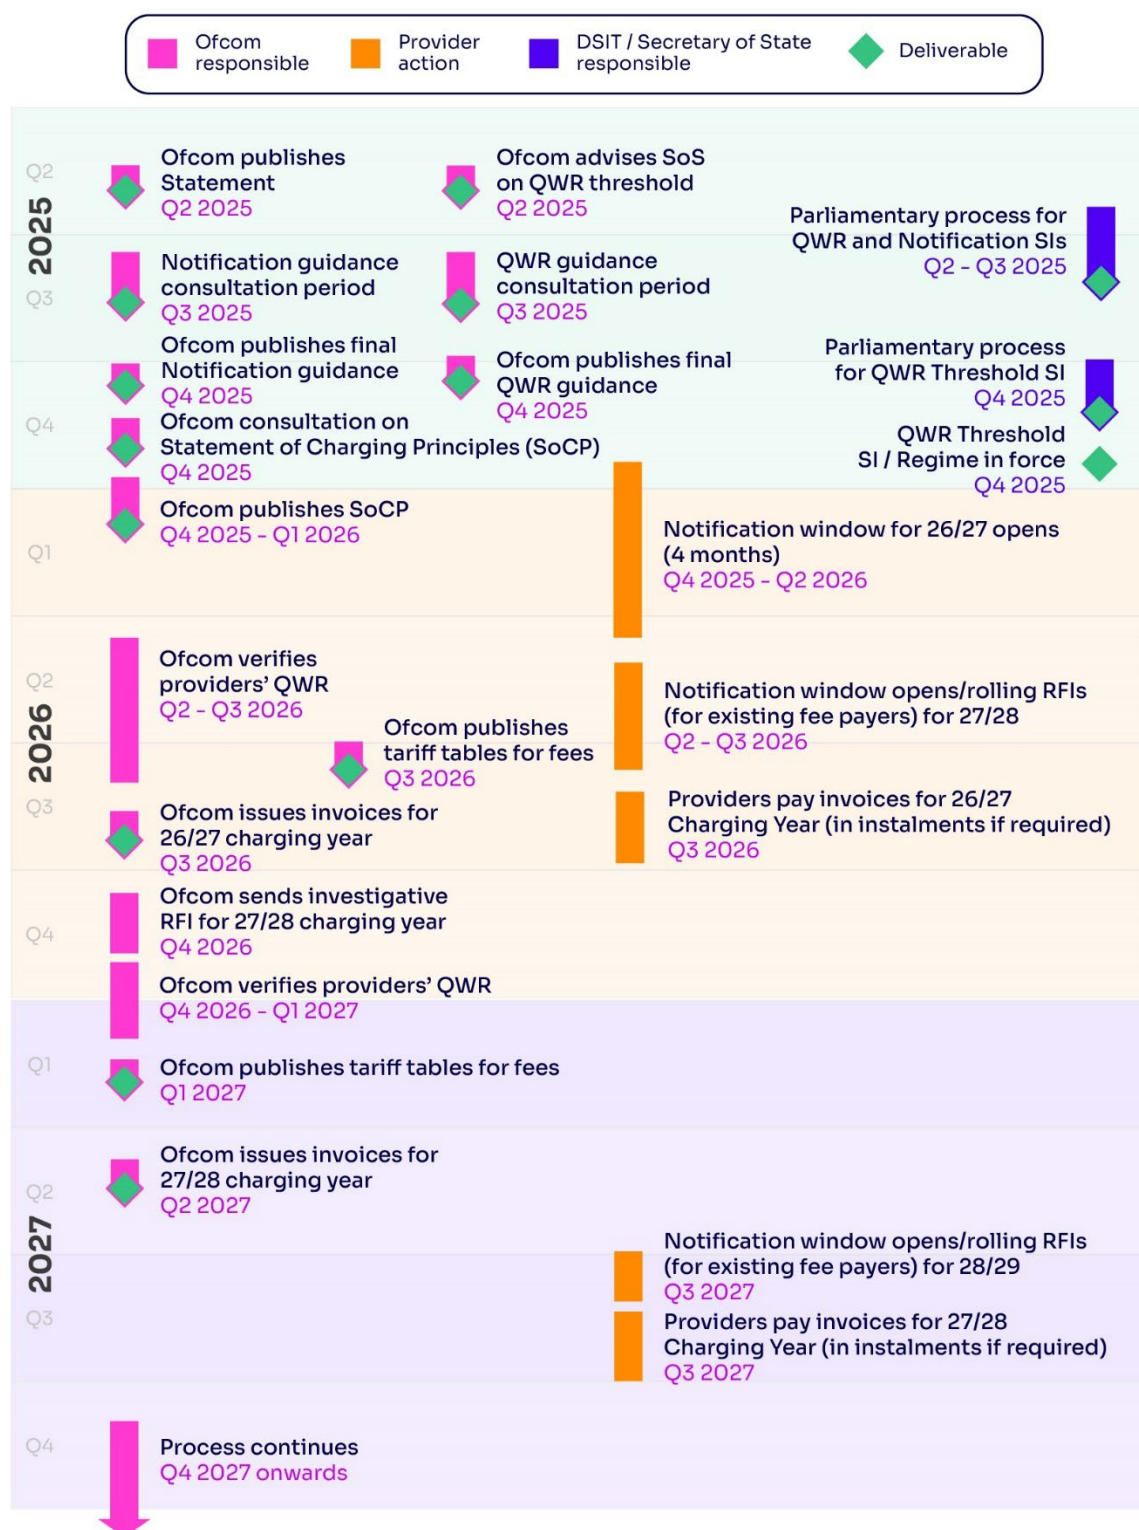 Ofcom
responsible
Provider
action
DSIT / Secretary of State
responsible
Deliverable
2025
Q2
Ofcom publishes
Statement
Q2 2025
Ofcom advises SoS
on QWR threshold
Q2 2025
Parliamentary process for
QWR and Notification SIs
Q2 - Q3 2025
Q3
Notification guidance
consultation period
Q3 2025
QWR guidance
consultation period
Q3 2025
Ofcom publishes final
Notification guidance
Q4 2025
Ofcom publishes final
QWR guidance
Q4 2025
Parliamentary process
for QWR Threshold SI
Q4 2025
Q4
Ofcom consultation on
Statement of Charging Principles (SoCP)
Q4 2025
QWR Threshold
SI / Regime in force
Q4 2025
2026
Ofcom publishes SoCP
Q4 2025 - Q1 2026
Q1
Notification window for 26/27 opens
(4 months)
Q4 2025 - Q2 2026
Q2
Ofcom verifies
providers’ QWR
Q2 - Q3 2026
Notification window opens/rolling RFIs
(for existing fee payers) for 27/28
Q2 - Q3 2026
Ofcom publishes
tariff tables for fees
Q3 2026
Q3
Ofcom issues invoices for
26/27 charging year
Q3 2026
Providers pay invoices for 26/27
Charging Year (in instalments if required)
Q3 2026
Ofcom sends investigative
RFI for 27/28 charging year
Q4 2026
Q4
Ofcom verifies providers’ QWR
Q4 2026 - Q1 2027
2027
Q1
Ofcom publishes tariff tables for fees
Q1 2027
Q2
Ofcom issues invoices for
27/28 charging year
Q2 2027
Notification window opens/rolling RFIs
(for existing fee payers) for 28/29
Q3 2027
Q3
Providers pay invoices for 27/28
Charging Year (in instalments if required)
Q3 2027
Q4
Process continues
Q4 2027 onwards